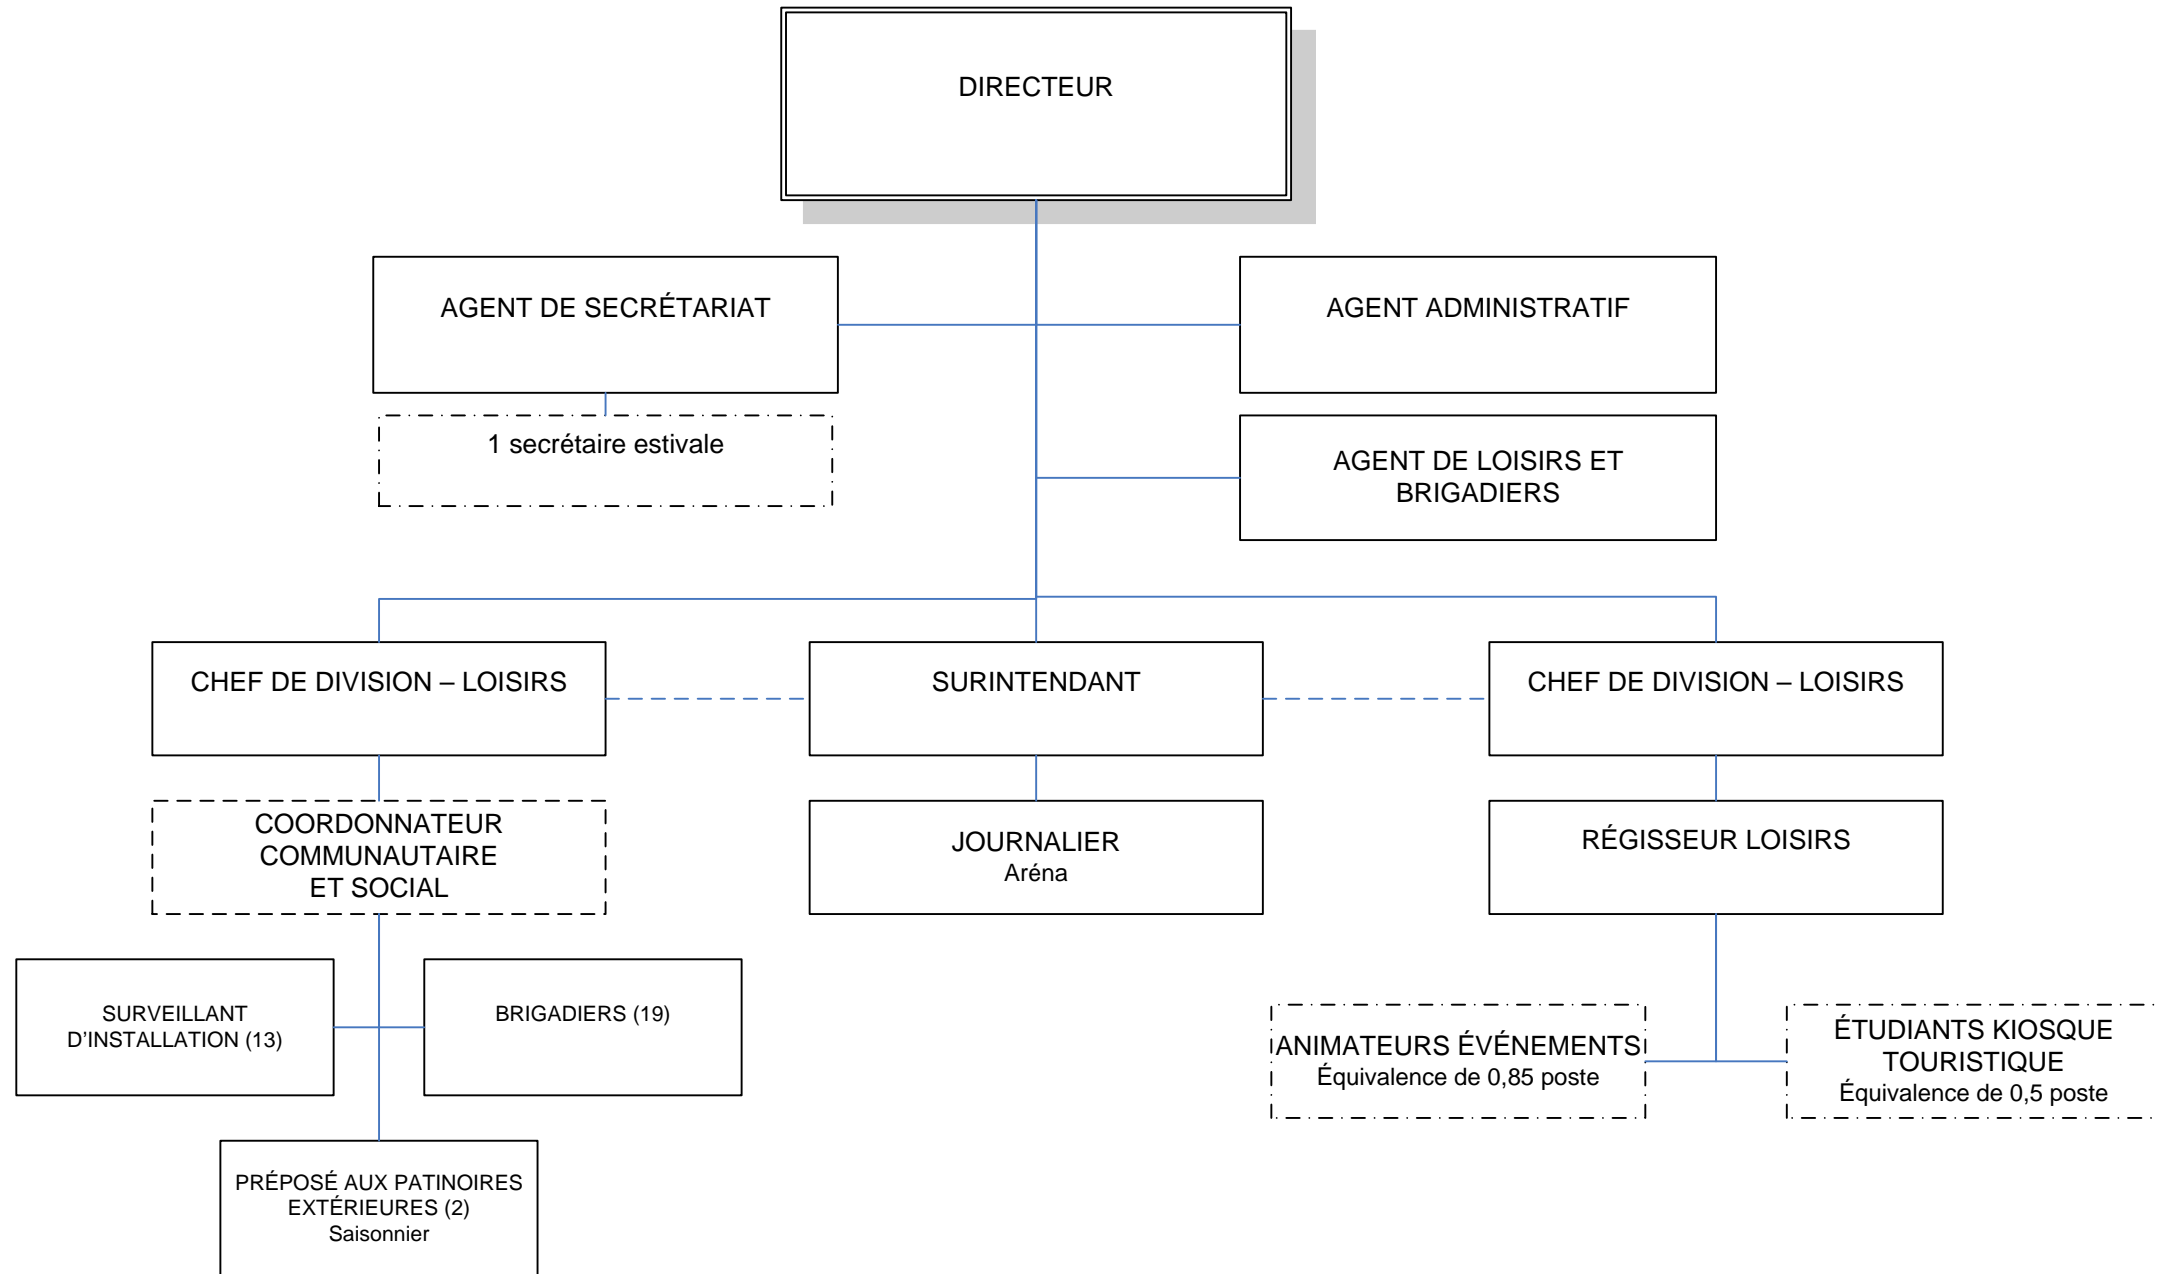 DIRECTEUR
AGENT DE SECRÉTARIAT
AGENT ADMINISTRATIF
1 secrétaire estivale
AGENT DE LOISIRS ET
BRIGADIERS
CHEF DE DIVISION – LOISIRS
SURINTENDANT
CHEF DE DIVISION – LOISIRS
COORDONNATEUR
COMMUNAUTAIRE
ET SOCIAL
JOURNALIER
Aréna
RÉGISSEUR LOISIRS
SURVEILLANT
D’INSTALLATION (13)
BRIGADIERS (19)
ANIMATEURS ÉVÉNEMENTS
Équivalence de 0,85 poste
ÉTUDIANTS KIOSQUE
TOURISTIQUE
Équivalence de 0,5 poste
PRÉPOSÉ AUX PATINOIRES
EXTÉRIEURES (2)
Saisonnier